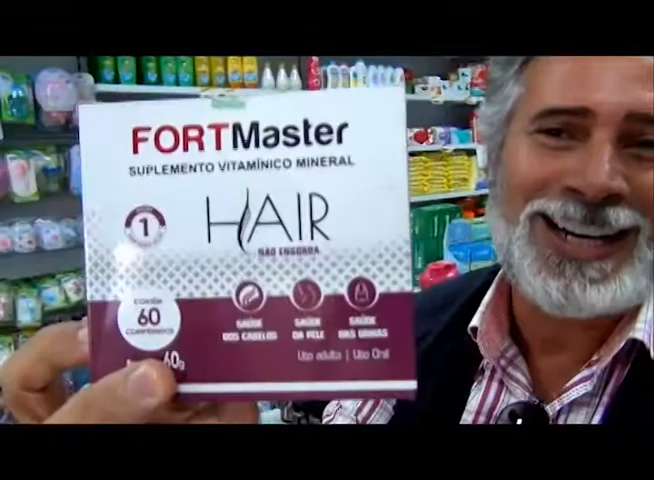 FORTMaster
SUPLEMENTO VITAMÍNICO MINERAL
1
HAIR
NÃO ENGORDA
CONTÉM
60
COMPRIMIDOS
60g
SAÚDE
DOS CABELOS
SAÚDE
DA PELE
SAÚDE
DAS UNHAS
Uso adulto | Uso Oral